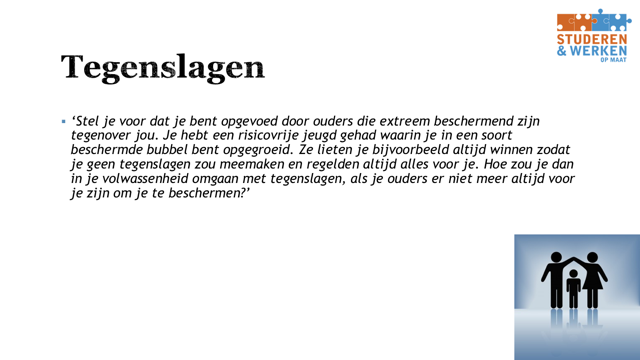 STUDEREN
& WERKEN
OP MAAT
Tegenslagen
‘Stel je voor dat je bent opgevoed door ouders die extreem beschermend zijn
tegenover jou. Je hebt een risicovrije jeugd gehad waarin je in een soort
beschermde bubbel bent opgegroeid. Ze lieten je bijvoorbeeld altijd winnen zodat
je geen tegenslagen zou meemaken en regelden altijd alles voor je. Hoe zou je dan
in je volwassenheid omgaan met tegenslagen, als je ouders er niet meer altijd voor
je zijn om je te beschermen?’